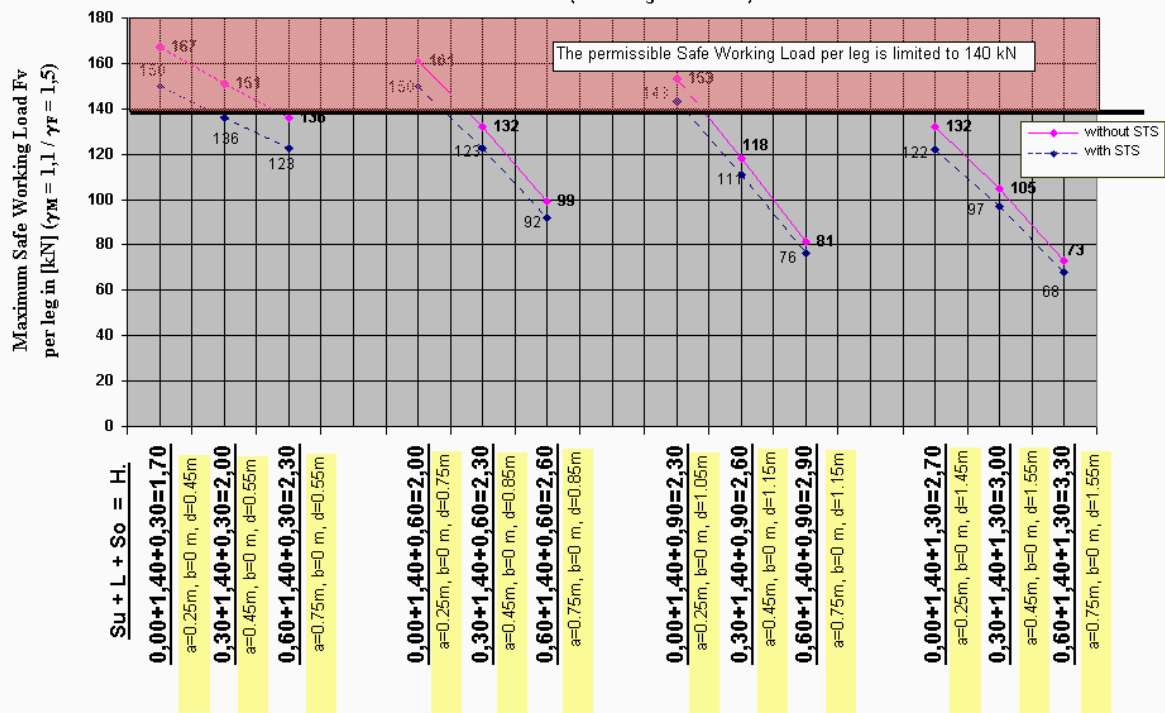 180
160
140
120
100
80
60
40
20
0
Maximum Safe Working Load Fv
per leg in [kN] (γM = 1,1 / γF = 1,5)
The permissible Safe Working Load per leg is limited to 140 kN
without STS
with STS
167
150
151
136
136
123
161
150
132
123
99
92
153
143
118
111
81
76
132
122
105
97
73
68
Su + L + So = H.
0,00+1,40+0,30=1,70
a=0.25m, b=0 m, d=0.45m
0,30+1,40+0,30=2,00
a=0.45m, b=0 m, d=0.55m
0,60+1,40+0,30=2,30
a=0.75m, b=0 m, d=0.55m
0,00+1,40+0,60=2,00
a=0.25m, b=0 m, d=0.75m
0,30+1,40+0,60=2,30
a=0.45m, b=0 m, d=0.85m
0,60+1,40+0,60=2,60
a=0.75m, b=0 m, d=0.85m
0,00+1,40+0,90=2,30
a=0.25m, b=0 m, d=1.05m
0,30+1,40+0,90=2,60
a=0.45m, b=0 m, d=1.15m
0,60+1,40+0,90=2,90
a=0.75m, b=0 m, d=1.15m
0,00+1,40+1,30=2,70
a=0.25m, b=0 m, d=1.45m
0,30+1,40+1,30=3,00
a=0.45m, b=0 m, d=1.55m
0,60+1,40+1,30=3,30
a=0.75m, b=0 m, d=1.55m